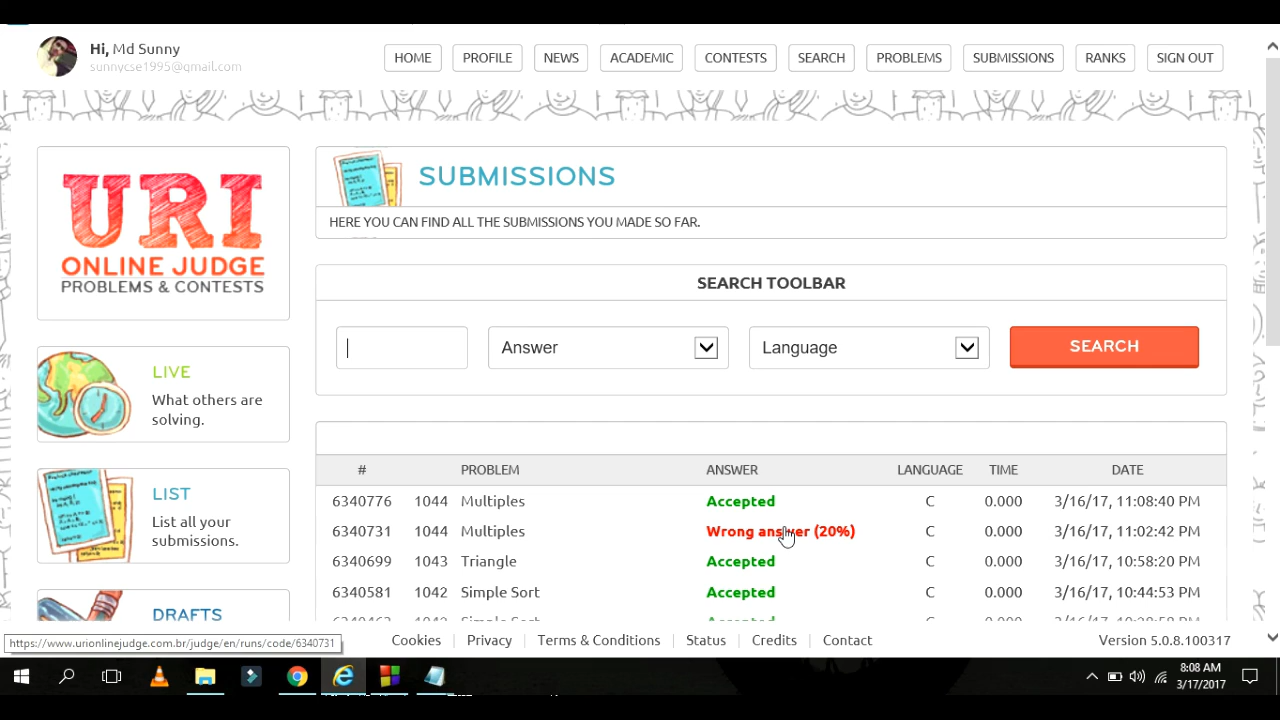 Hi, Md Sunny
sunnycse1995@gmail.com
HOME PROFILE NEWS ACADEMIC CONTESTS SEARCH PROBLEMS SUBMISSIONS RANKS SIGN OUT
URI
ONLINE JUDGE
PROBLEMS & CONTESTS
SUBMISSIONS
HERE YOU CAN FIND ALL THE SUBMISSIONS YOU MADE SO FAR.
SEARCH TOOLBAR
Answer Language SEARCH
LIVE
What others are
solving.
LIST
List all your
submissions.
DRAFTS
# PROBLEM ANSWER LANGUAGE TIME DATE
6340776 1044 Multiples Accepted C 0.000 3/16/17, 11:08:40 PM
6340731 1044 Multiples Wrong answer (20%) C 0.000 3/16/17, 11:02:42 PM
6340699 1043 Triangle Accepted C 0.000 3/16/17, 10:58:20 PM
6340581 1042 Simple Sort Accepted C 0.000 3/16/17, 10:44:53 PM
https://www.urionlinejudge.com.br/judge/en/runs/code/6340731
Cookies Privacy Terms & Conditions Status Credits Contact Version 5.0.8.100317
8:08 AM
3/17/2017